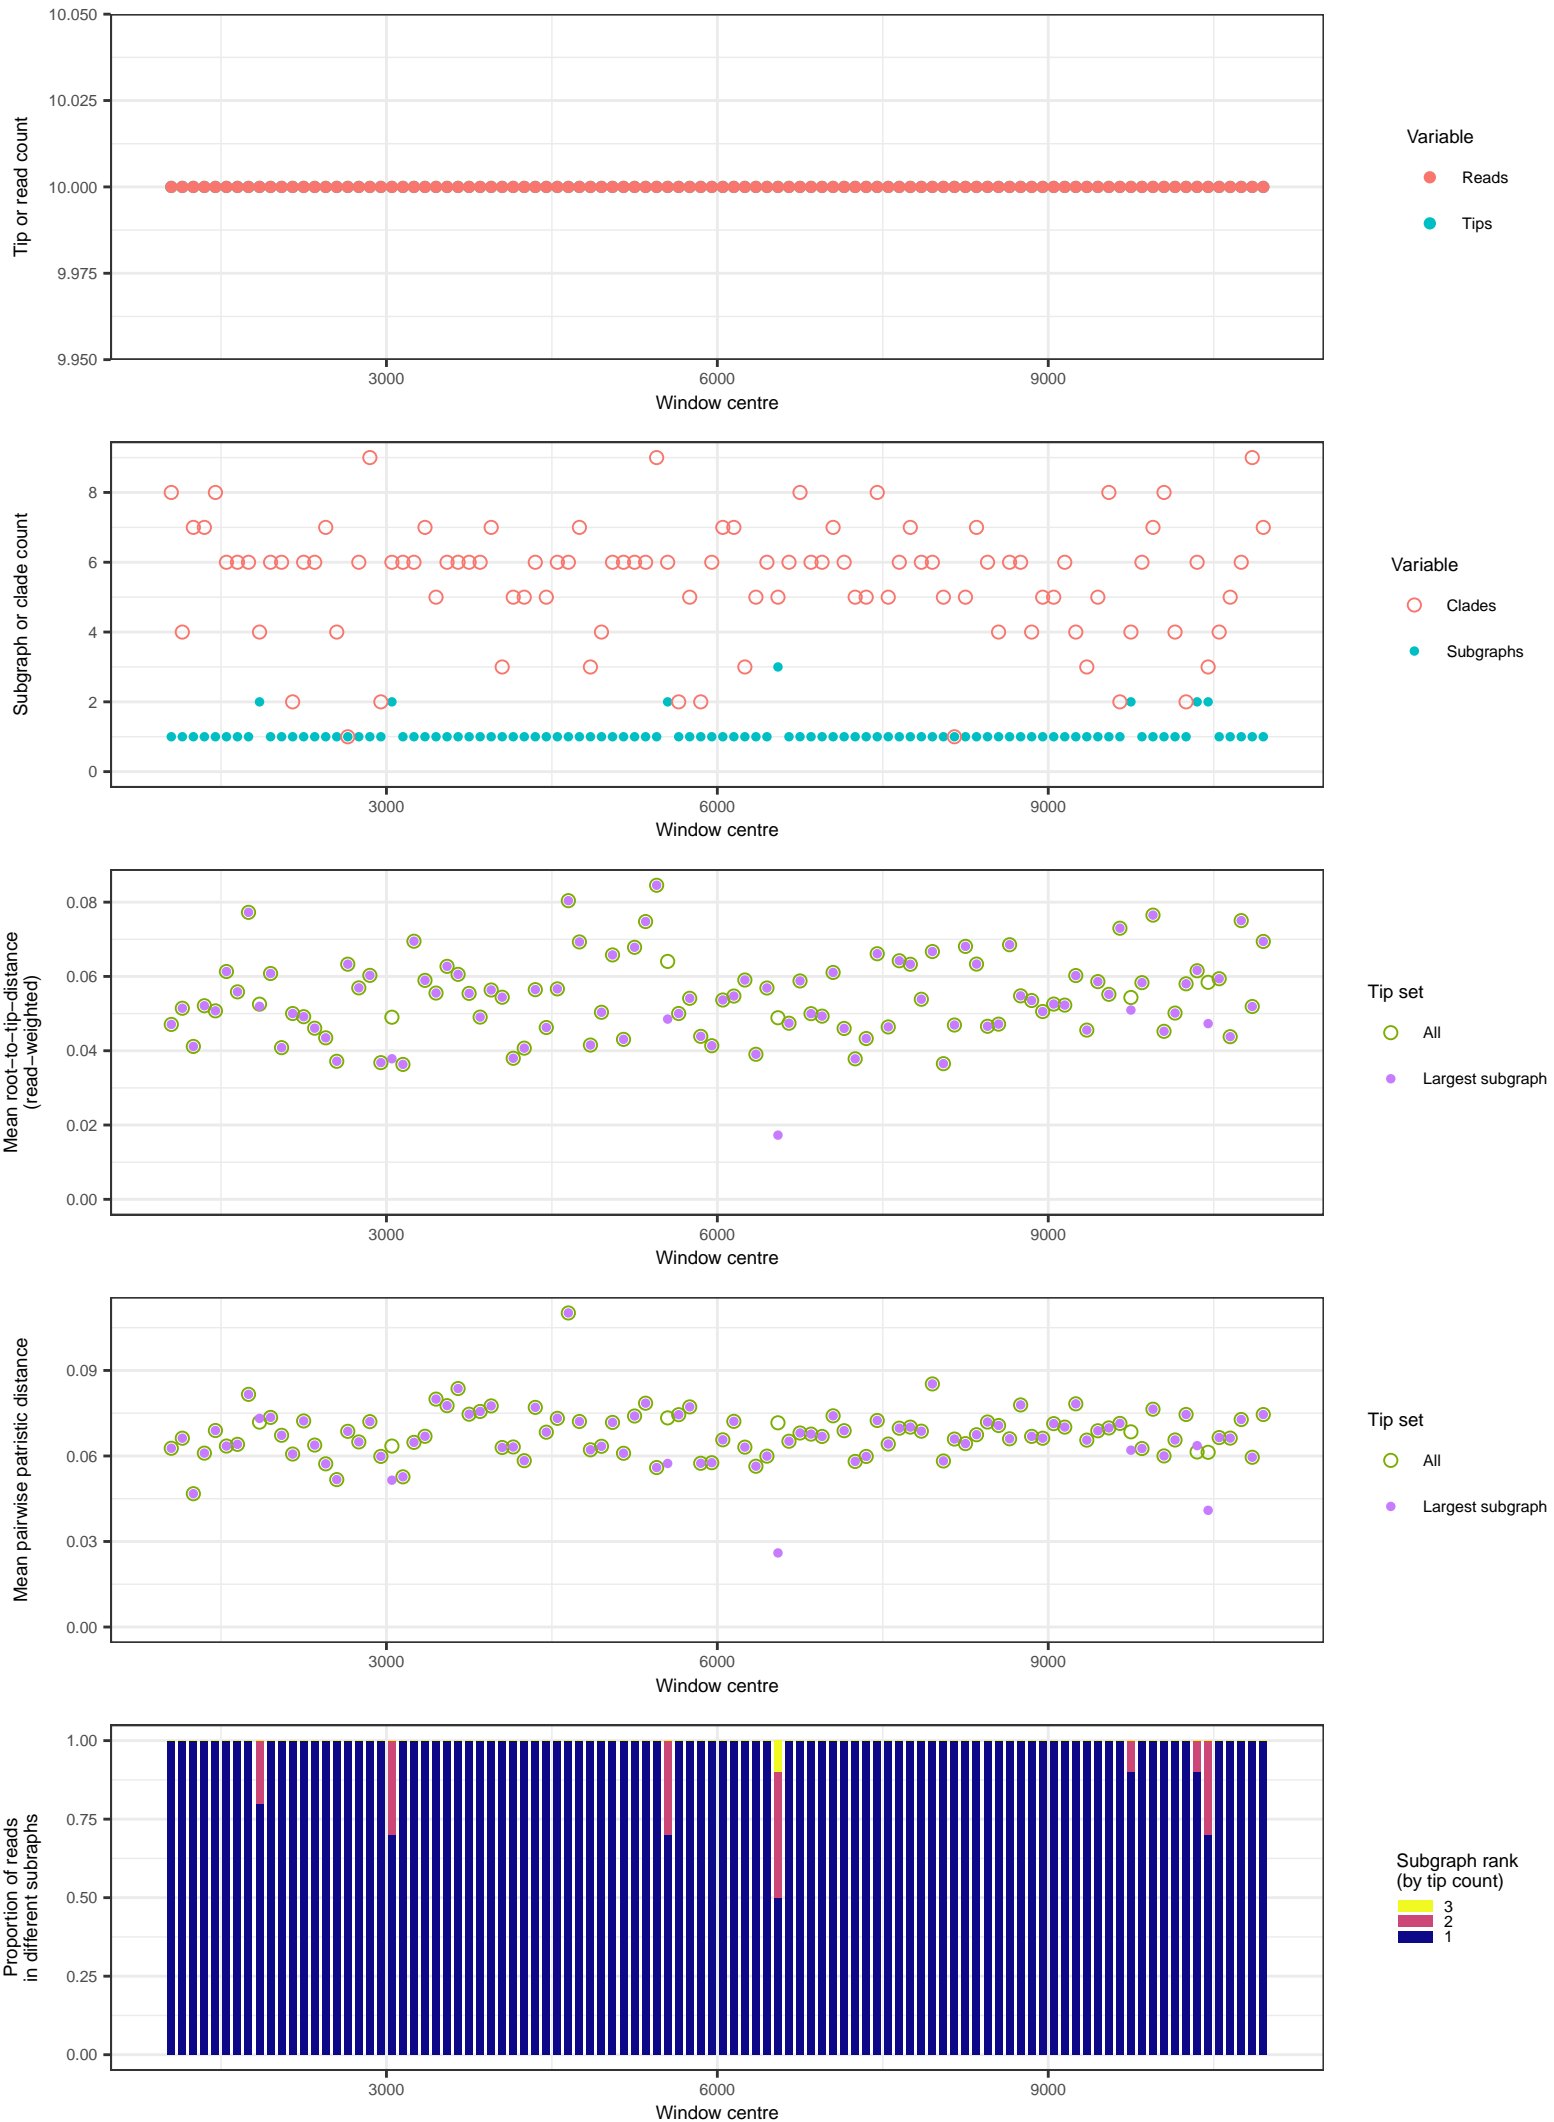 10.050
10.025
10.000
9.975
9.950
Tip or read count
3000
6000
9000
Window centre
Variable
Reads
Tips
8
6
4
2
0
Subgraph or clade count
3000
6000
9000
Window centre
Variable
Clades
Subgraphs
0.08
0.06
0.04
0.02
0.00
Mean root−to−tip−distance
(read−weighted)
3000
6000
9000
Window centre
Tip set
All
Largest subgraph
0.09
0.06
0.03
0.00
Mean pairwise patristic distance
3000
6000
9000
Window centre
Tip set
All
Largest subgraph
1.00
0.75
0.50
0.25
0.00
Proportion of reads
in different subraphs
3000
6000
9000
Window centre
Subgraph rank
(by tip count)
3
2
1